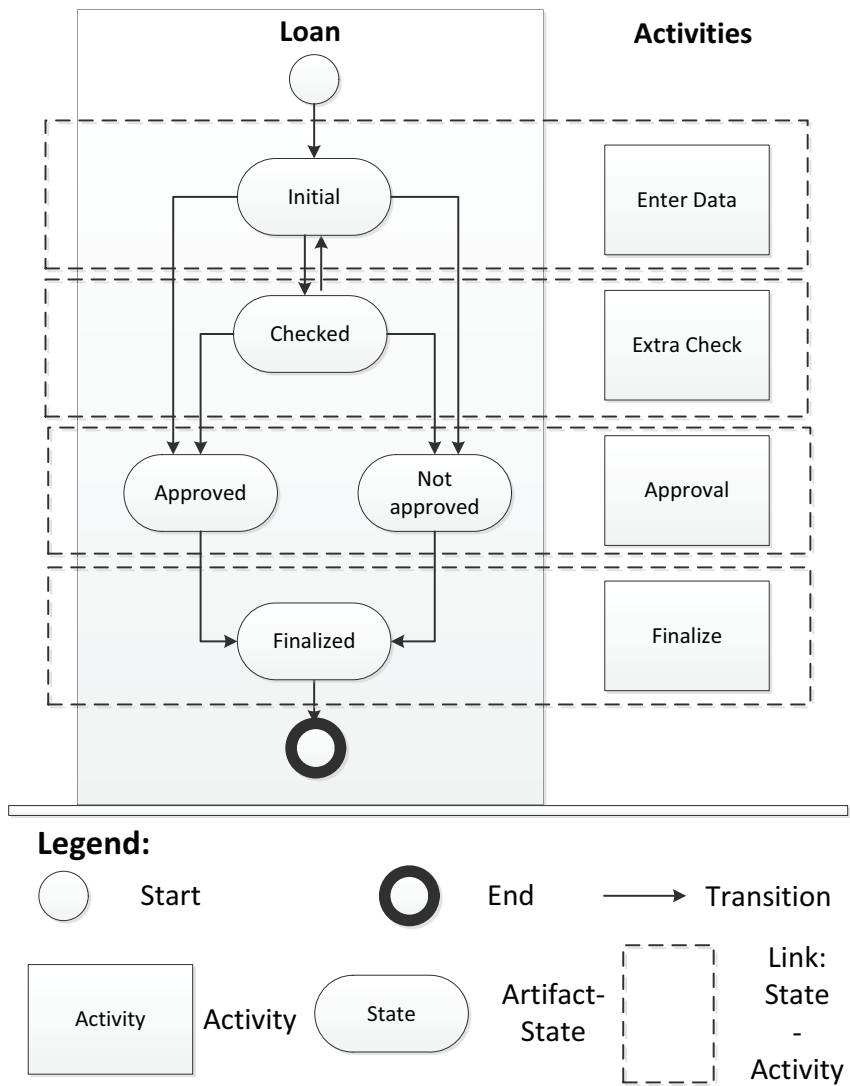 Loan
Activities
Initial
Enter Data
Checked
Extra Check
Approved
Not
approved
Approval
Finalized
Finalize
Legend:
Start
End
Transition
Activity
Activity
State
Artifact-
State
Link:
State
-
Activity